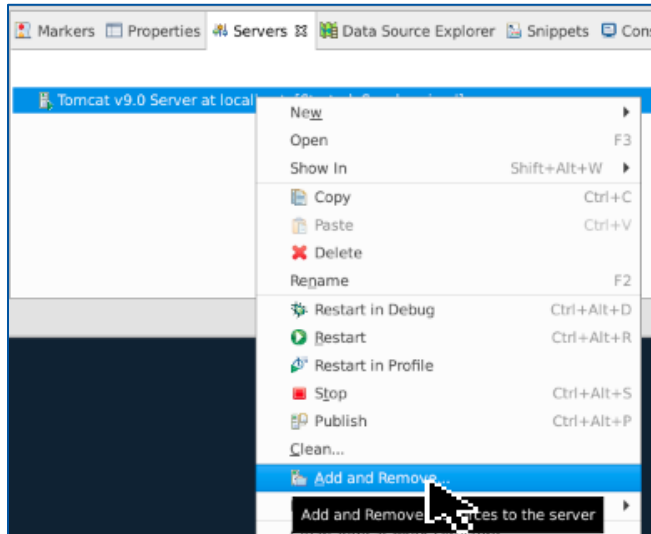 Markers Properties Servers Data Source Explorer Snippets Con
Tomcat v9.0 Server at local
New
Open F3
Show In Shift+Alt+W
Copy Ctrl+C
Paste Ctrl+V
Delete
Rename F2
Restart in Debug Ctrl+Alt+D
Restart Ctrl+Alt+R
Restart in Profile
Stop Ctrl+Alt+S
Publish Ctrl+Alt+P
Clean...
Add and Remove...
Add and Remove to the server